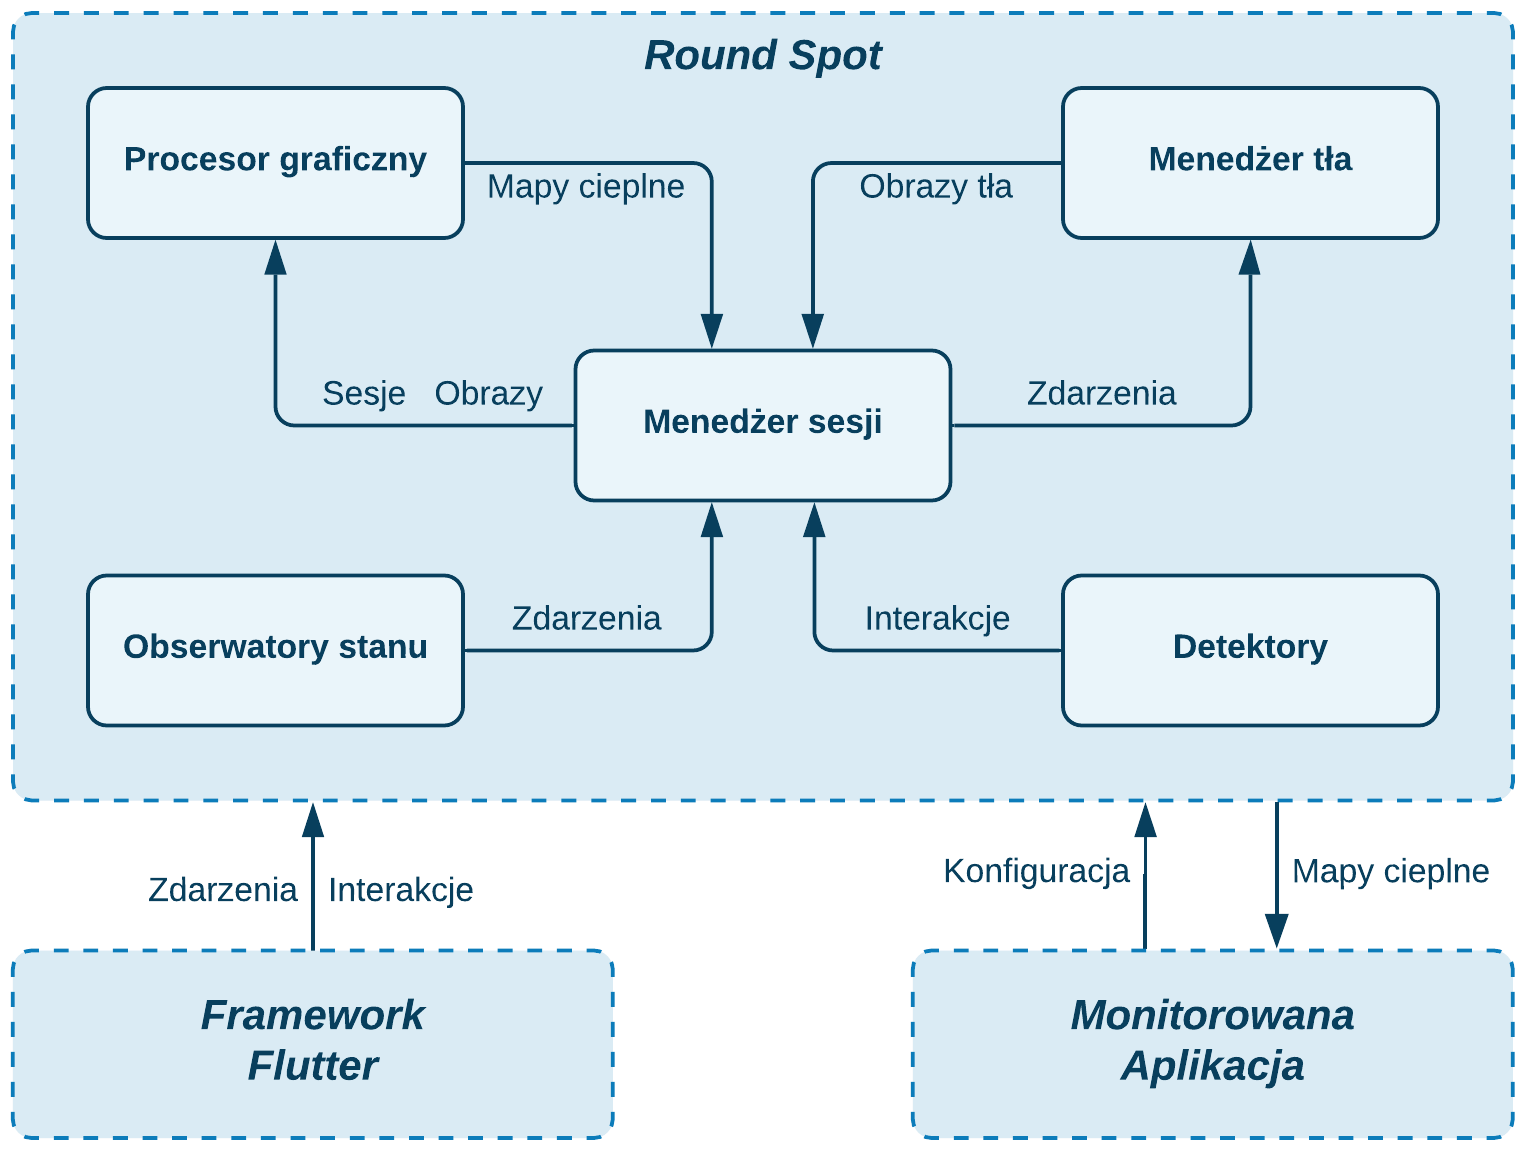 Round Spot
Procesor graficzny
Menedżer tła
Mapy cieplne
Obrazy tła
Sesje Obrazy
Zdarzenia
Menedżer sesji
Zdarzenia
Interakcje
Obserwatory stanu
Detektory
Zdarzenia Interakcje
Konfiguracja
Mapy cieplne
Framework
Flutter
Monitorowana
Aplikacja